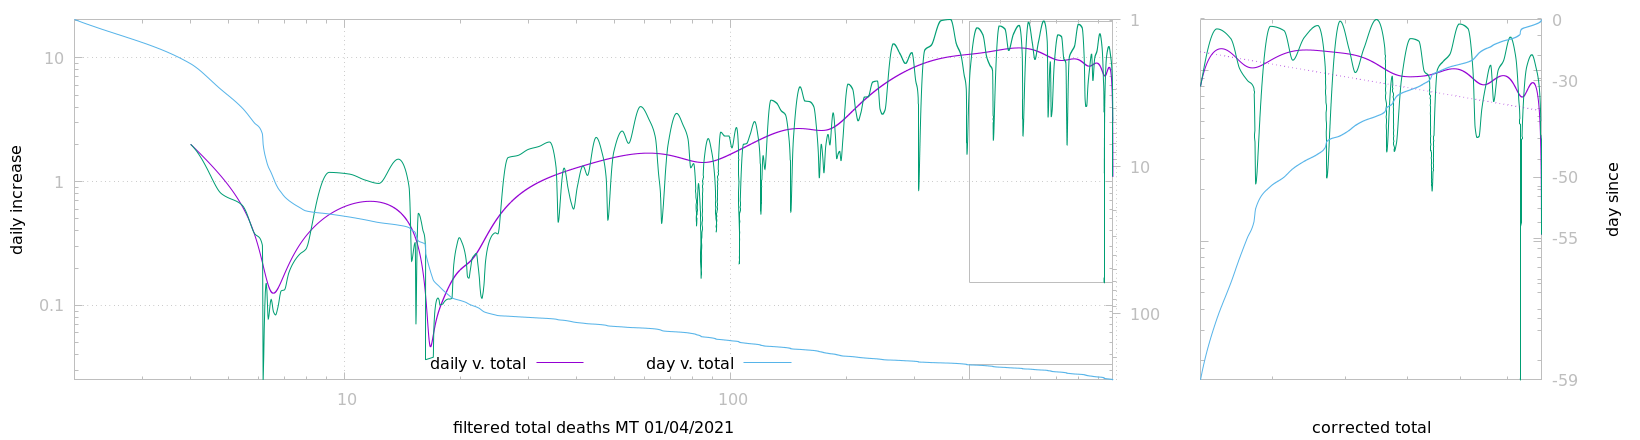 daily increase
10
1
0.1
10
100
filtered total deaths MT 01/04/2021
daily v. total
day v. total
1
10
100
0
-30
-50
-55
-59
day since
corrected total